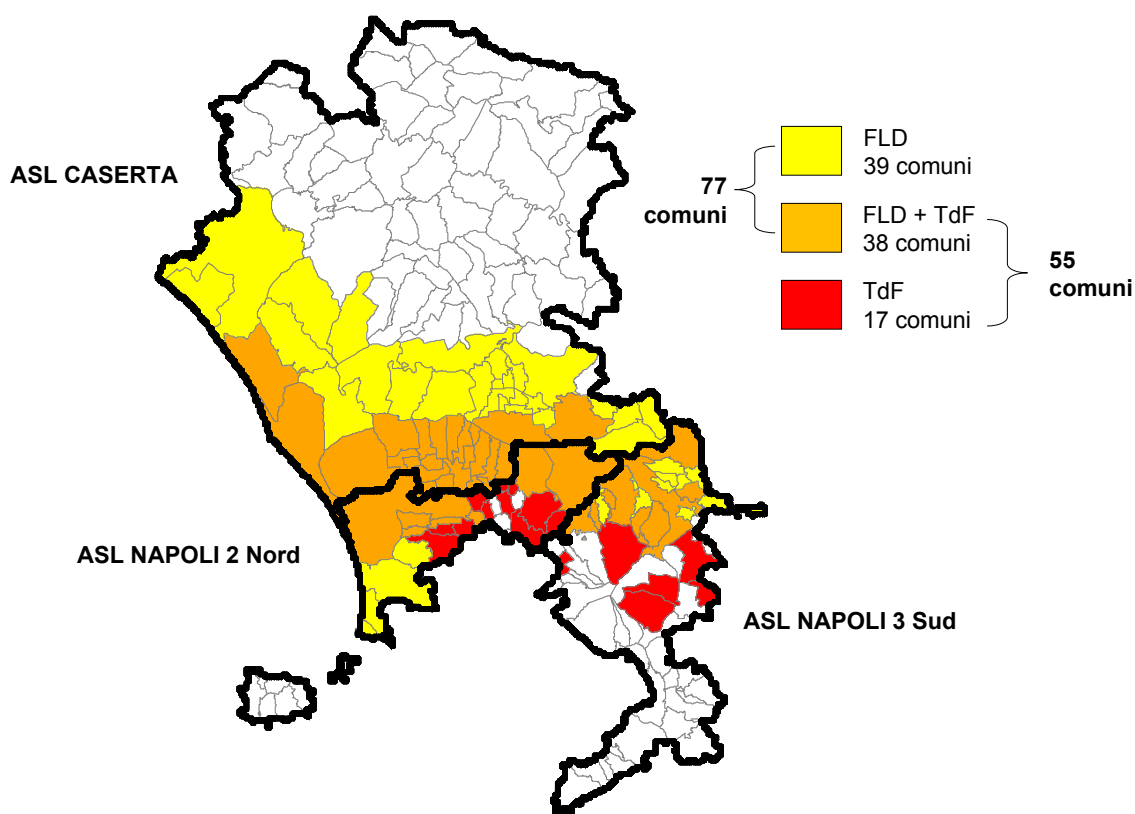 ASL CASERTA
77
comuni
FLD
39 comuni
FLD + TdF
38 comuni
TdF
17 comuni
55
comuni
ASL NAPOLI 2 Nord
ASL NAPOLI 3 Sud